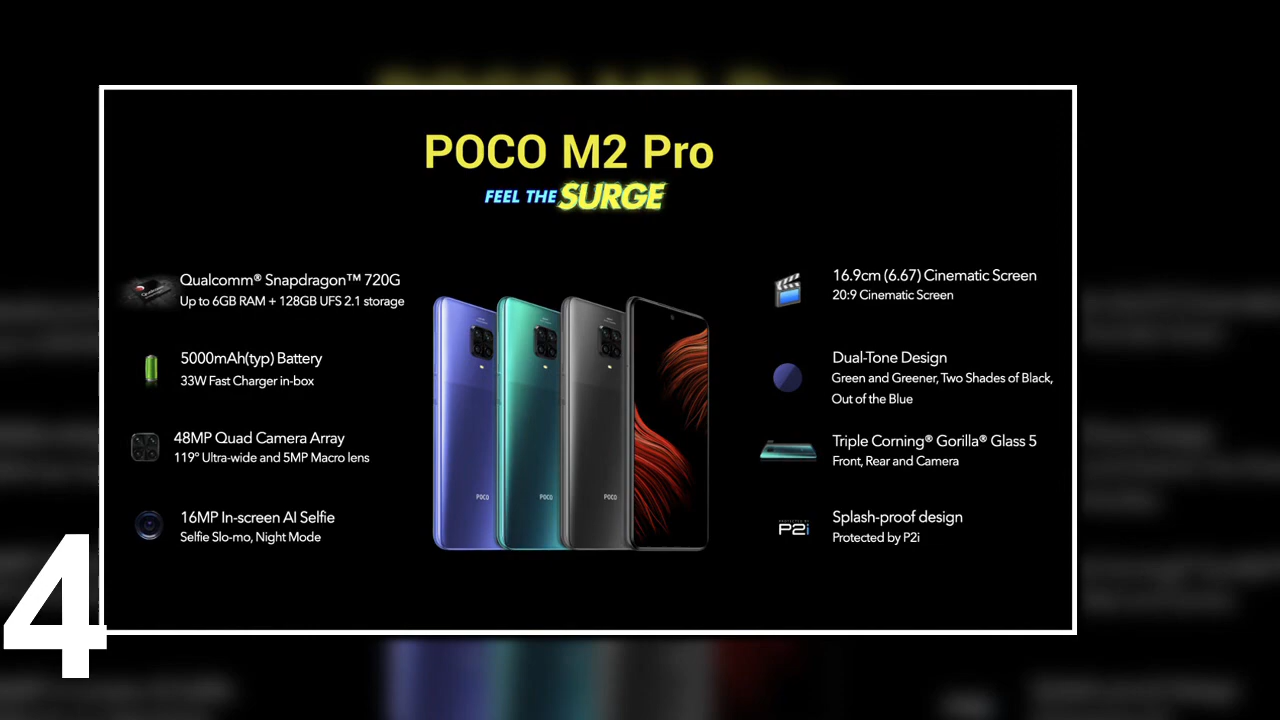 POCO M2 Pro
FEEL THE SURGE
Qualcomm® Snapdragon™ 720G
Up to 6GB RAM + 128GB UFS 2.1 storage
5000mAh(typ) Battery
33W Fast Charger in-box
48MP Quad Camera Array
119° Ultra-wide and 5MP Macro lens
16MP In-screen AI Selfie
Selfie Slo-mo, Night Mode
POCO
POCO
POCO
16.9cm (6.67) Cinematic Screen
20:9 Cinematic Screen
Dual-Tone Design
Green and Greener, Two Shades of Black,
Out of the Blue
Triple Corning® Gorilla® Glass 5
Front, Rear and Camera
P2i
Splash-proof design
Protected by P2i
4